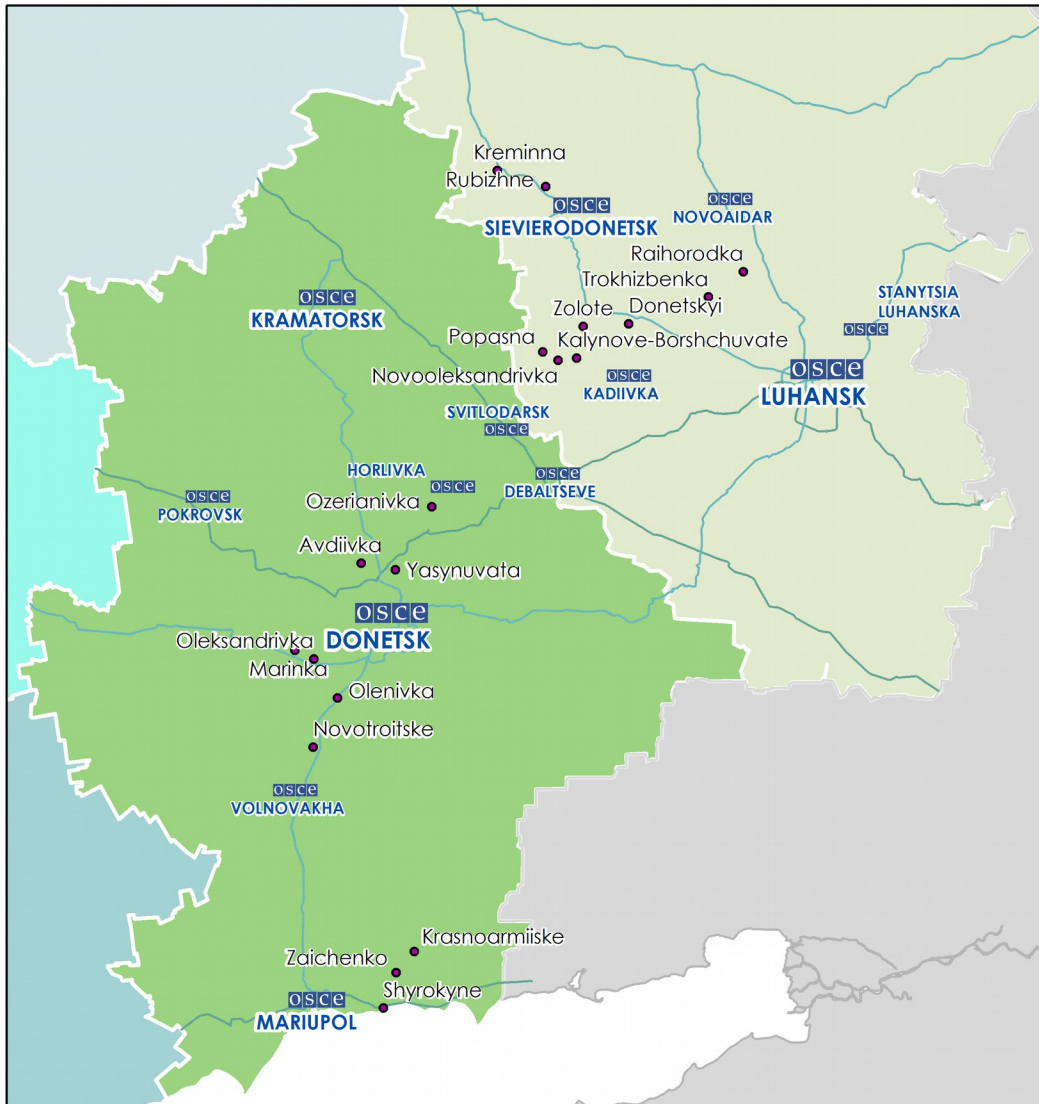 Kreminna
Rubizhne
osce
SIEVIERODONETSK
osce
NOVOAIDAR
Raihorodka
Trokhizbenka
STANYTSIA
LUHANSKA
osce
osce
KRAMATORSK
Zolote
Donetskyi
Popasna
Kalynove-Borshchuvate
Novooleksandrivka
osce
KADIIVKA
osce
LUHANSK
SVITLODARSK
osce
HORLIVKA
osce
osce
DEBALTSEVE
osce
POKROVSK
Ozerianivka
Avdiivka
Yasynuvata
osce
DONETSK
Oleksandrivka
Marinka
Olenivka
Novotroitske
osce
VOLNOVAKHA
Krasnoarmiiske
Zaichenko
Shyrokyne
osce
MARIUPOL